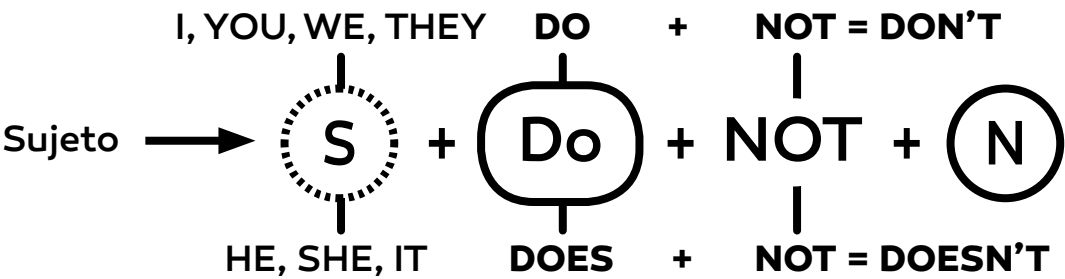 I, YOU, WE, THEY DO + NOT = DON'T
Sujeto S + Do + NOT + N
HE, SHE, IT DOES + NOT = DOESN'T